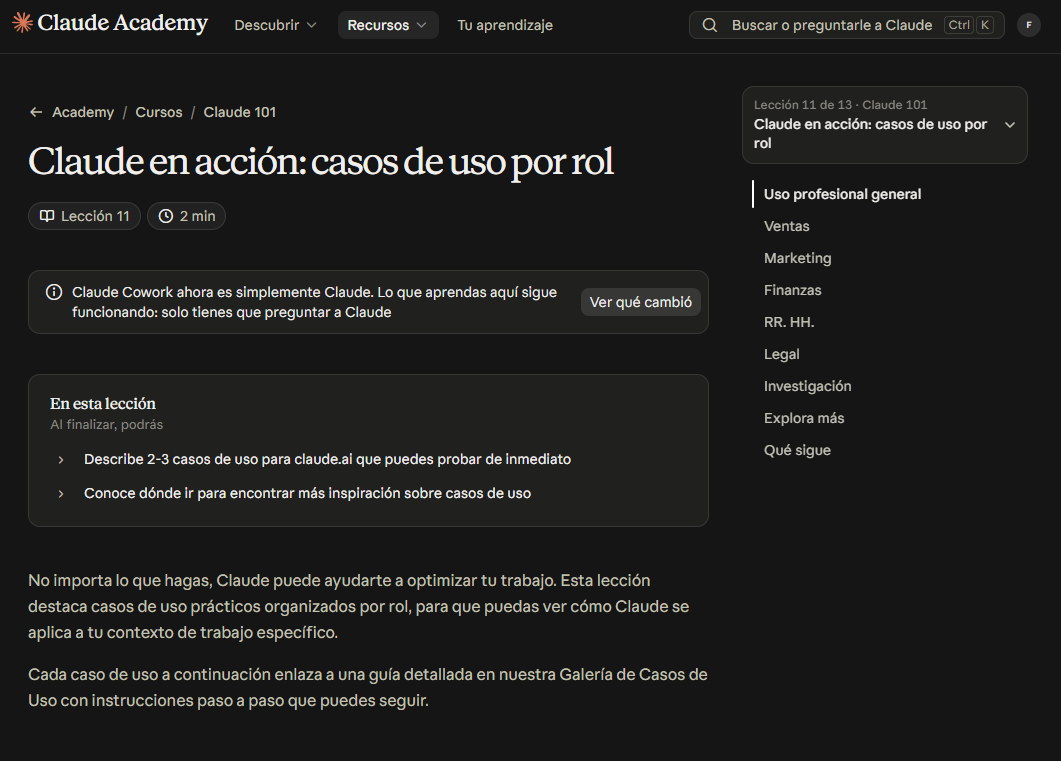 Claude Academy
Descubrir
Recursos
Tu aprendizaje
Buscar o preguntarle a Claude
Ctrl K
F
← Academy / Cursos / Claude 101
Claude en acción: casos de uso por rol
Lección 11
2 min
Claude Cowork ahora es simplemente Claude. Lo que aprendas aquí sigue
funcionando: solo tienes que preguntar a Claude
Ver qué cambió
En esta lección
Al finalizar, podrás
Describe 2-3 casos de uso para claude.ai que puedes probar de inmediato
Conoce dónde ir para encontrar más inspiración sobre casos de uso
No importa lo que hagas, Claude puede ayudarte a optimizar tu trabajo. Esta lección
destaca casos de uso prácticos organizados por rol, para que puedas ver cómo Claude se
aplica a tu contexto de trabajo específico.
Cada caso de uso a continuación enlaza a una guía detallada en nuestra Galería de Casos de
Uso con instrucciones paso a paso que puedes seguir.
Lección 11 de 13 · Claude 101
Claude en acción: casos de uso por
rol
Uso profesional general
Ventas
Marketing
Finanzas
RR. HH.
Legal
Investigación
Explora más
Qué sigue